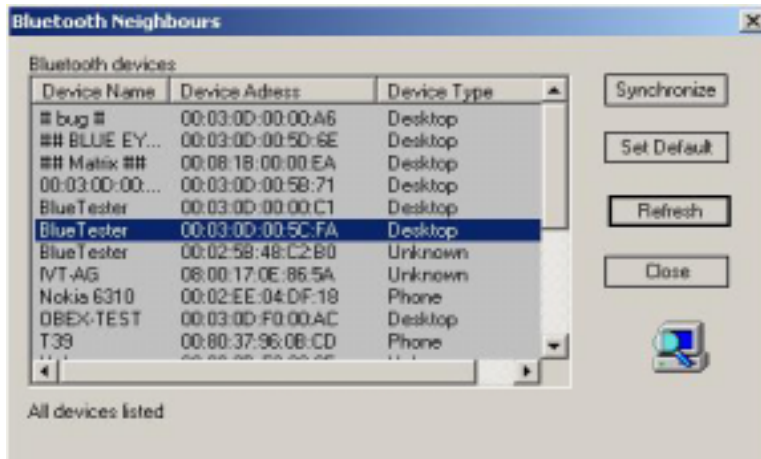 Bluetooth Neighbours
Bluetooth devices
Device Name Device Adress Device Type
# bug # 00:03:0D:00:00:A6 Desktop
## BLUE EY... 00:03:0D:00:5D:6E Desktop
## Matrix ## 00:08:1B:00:00:EA Desktop
00:03:0D:00:... 00:03:0D:00:5B:71 Desktop
BlueTester 00:03:0D:00:00:C1 Desktop
BlueTester 00:03:0D:00:5C:FA Desktop
BlueTester 00:02:5B:48:C2:B0 Unknown
IVT-AG 08:00:17:0E:86:5A Unknown
Nokia 6310 00:02:EE:04:DF:18 Phone
OBEX-TEST 00:03:0D:F0:00:AC Desktop
T39 00:80:37:96:0B:CD Phone
Synchronize
Set Default
Refresh
Close
All devices listed